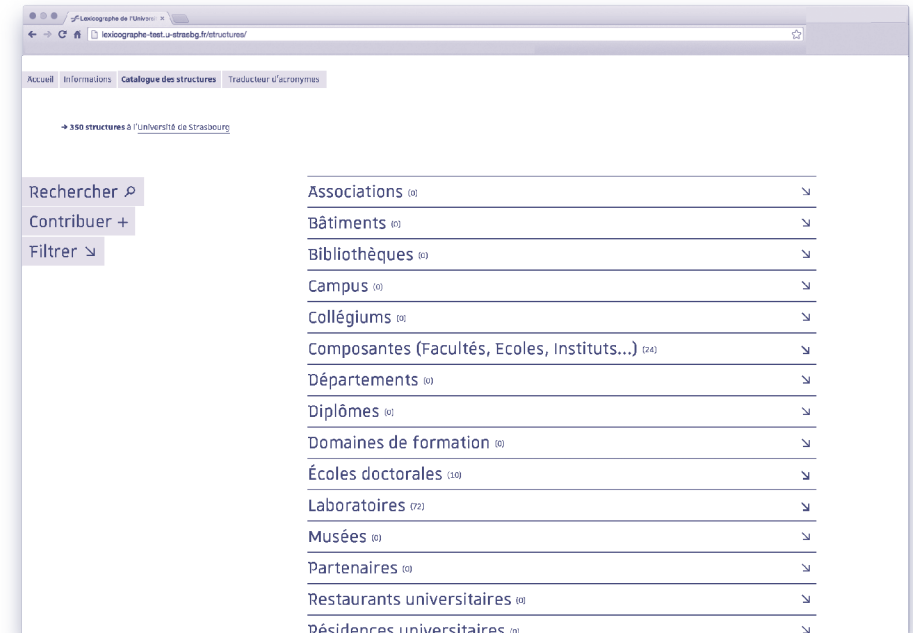 Lexicographe de l'Universi
lexicographe-test.u-strasbg.fr/structures/
Accueil Informations Catalogue des structures Traducteur d'acronymes
→ 350 structures à l'Université de Strasbourg
Rechercher
Contribuer +
Filtrer ↘
Associations (0) ↘
Bâtiments (0) ↘
Bibliothèques (0) ↘
Campus (0) ↘
Collégiums (0) ↘
Composantes (Facultés, Ecoles, Instituts...) (24) ↘
Départements (0) ↘
Diplômes (0) ↘
Domaines de formation (0) ↘
Écoles doctorales (10) ↘
Laboratoires (72) ↘
Musées (0) ↘
Partenaires (0) ↘
Restaurants universitaires (0) ↘
Résidences universitaires (0) ↘